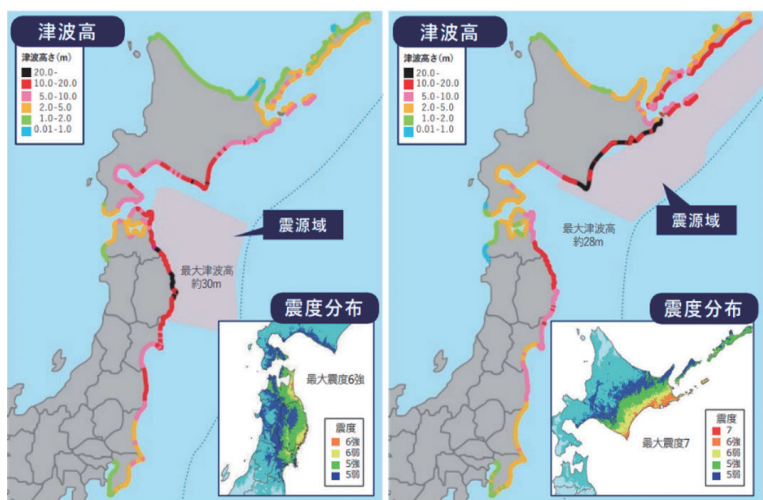 津波高
津波高さ(m)
20.0-
10.0-20.0
5.0-10.0
2.0-5.0
1.0-2.0
0.01-1.0
震源域
最大津波高
約30m
震度分布
最大震度6強
震度
6強
6弱
5強
5弱
津波高
津波高さ(m)
20.0-
10.0-20.0
5.0-10.0
2.0-5.0
1.0-2.0
0.01-1.0
震源域
最大津波高
約28m
震度分布
最大震度7
震度
7
6強
6弱
5強
5弱